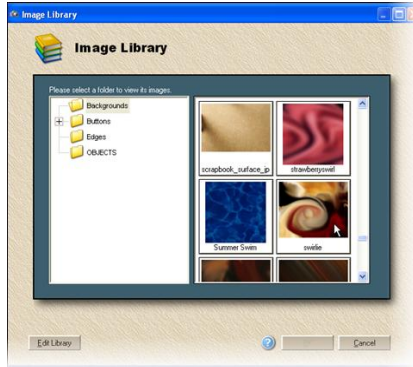 Image Library
Image Library
Please select a folder to view its images.
Backgrounds
Buttons
Edges
OBJECTS
scrapbook_surface_jp
strawberryswirl
Summer Swim
swirlie
Edit Library
?
Cancel